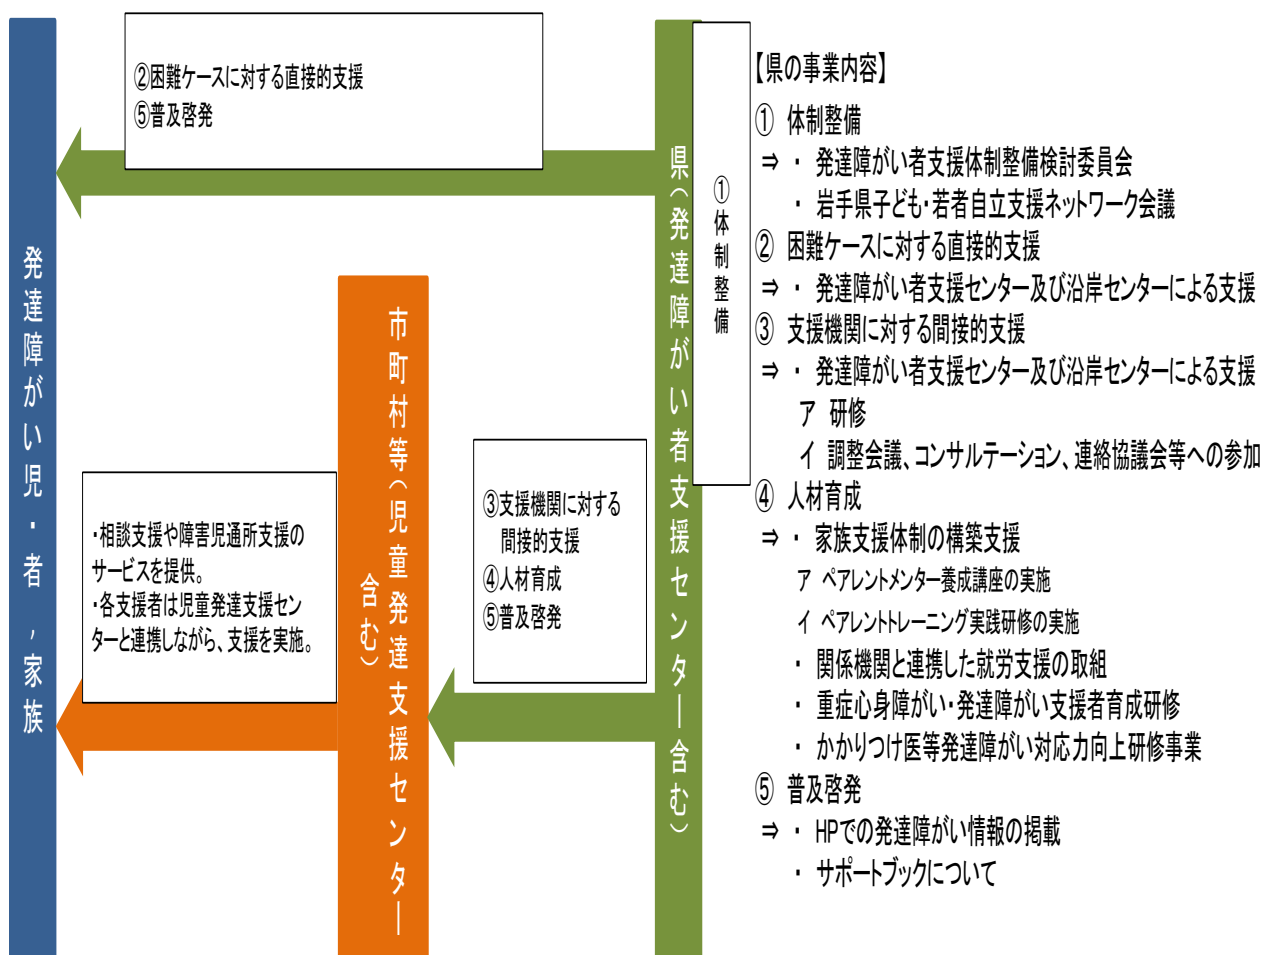 発達障がい児・者,家族
②困難ケースに対する直接的支援
⑤普及啓発
・相談支援や障害児通所支援の
サービスを提供。
・各支援者は児童発達支援セン
ターと連携しながら、支援を実施。
市町村等(児童発達支援センター
含む)
③支援機関に対する
間接的支援
④人材育成
⑤普及啓発
県(発達障がい者支援センター含む)
①体制整備
【県の事業内容】
① 体制整備
⇒ ・ 発達障がい者支援体制整備検討委員会
・ 岩手県子ども・若者自立支援ネットワーク会議
② 困難ケースに対する直接的支援
⇒ ・ 発達障がい者支援センター及び沿岸センターによる支援
③ 支援機関に対する間接的支援
⇒ ・ 発達障がい者支援センター及び沿岸センターによる支援
ア 研修
イ 調整会議、コンサルテーション、連絡協議会等への参加
④ 人材育成
⇒ ・ 家族支援体制の構築支援
ア ペアレントメンター養成講座の実施
イ ペアレントトレーニング実践研修の実施
・ 関係機関と連携した就労支援の取組
・ 重症心身障がい・発達障がい支援者育成研修
・ かかりつけ医等発達障がい対応力向上研修事業
⑤ 普及啓発
⇒ ・ HPでの発達障がい情報の掲載
・ サポートブックについて